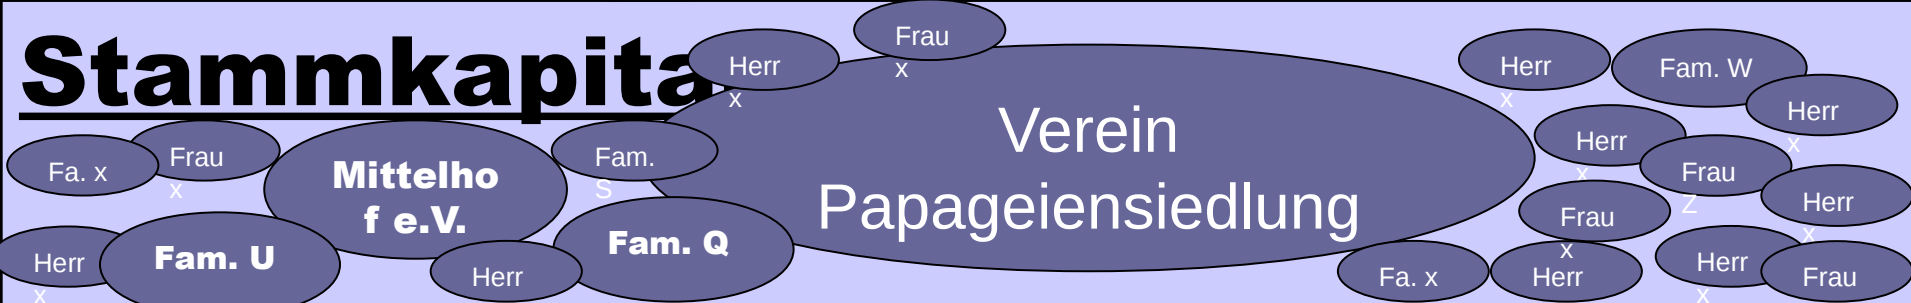 Stammkapita
Herr
x
Frau
x
Verein
Papageiensiedlung
Herr
x
Fam. W
Herr
x
Fa. x
Frau
x
Mittelho
f e.V.
Fam.
S
Herr
x
Frau
Z
Herr
x
Frau
x
Herr
x
Fam. U
Herr
Fam. Q
Fa. x
Herr
Herr
x
Frau